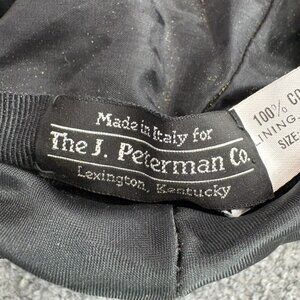 Made in Italy for
The J. Peterman Co.
Lexington, Kentucky
100% CO
LINING
SIZE